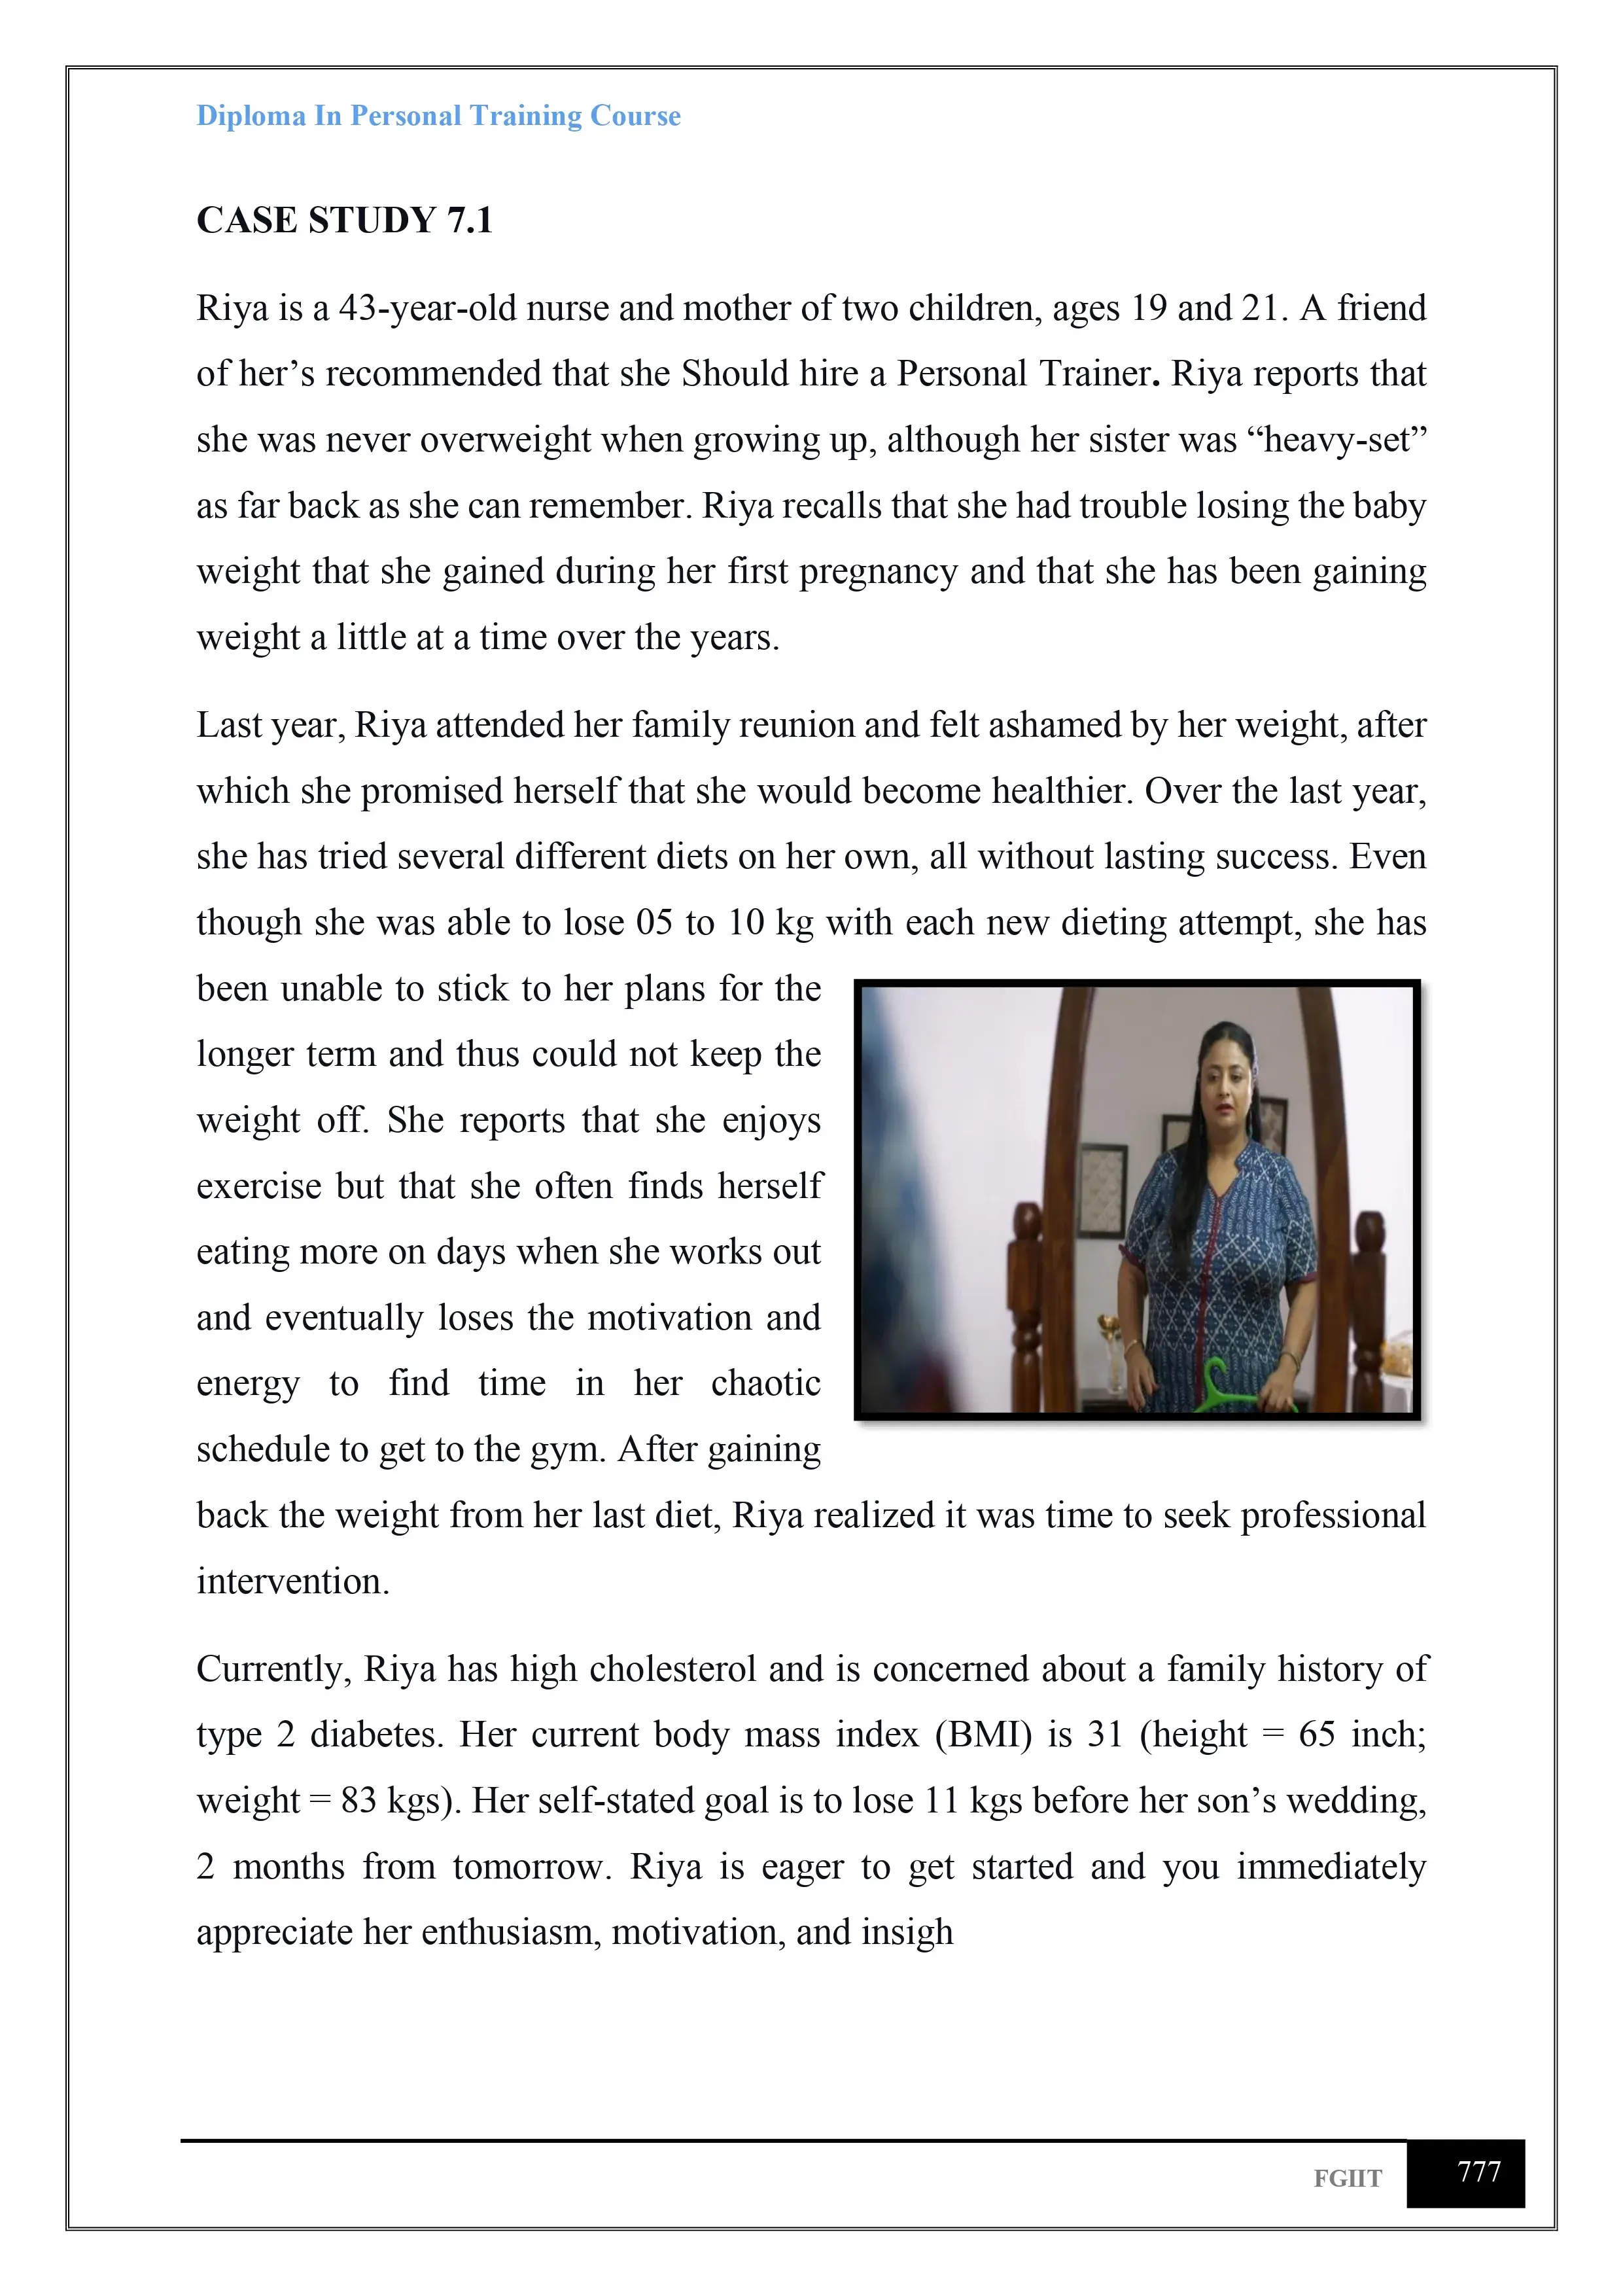 Diploma In Personal Training Course
CASE STUDY 7.1
Riya is a 43-year-old nurse and mother of two children, ages 19 and 21. A friend
of her’s recommended that she Should hire a Personal Trainer. Riya reports that
she was never overweight when growing up, although her sister was “heavy-set”
as far back as she can remember. Riya recalls that she had trouble losing the baby
weight that she gained during her first pregnancy and that she has been gaining
weight a little at a time over the years.
Last year, Riya attended her family reunion and felt ashamed by her weight, after
which she promised herself that she would become healthier. Over the last year,
she has tried several different diets on her own, all without lasting success. Even
though she was able to lose 05 to 10 kg with each new dieting attempt, she has
been unable to stick to her plans for the
longer term and thus could not keep the
weight off. She reports that she enjoys
exercise but that she often finds herself
eating more on days when she works out
and eventually loses the motivation and
energy to find time in her chaotic
schedule to get to the gym. After gaining
back the weight from her last diet, Riya realized it was time to seek professional
intervention.
Currently, Riya has high cholesterol and is concerned about a family history of
type 2 diabetes. Her current body mass index (BMI) is 31 (height = 65 inch;
weight = 83 kgs). Her self-stated goal is to lose 11 kgs before her son’s wedding,
2 months from tomorrow. Riya is eager to get started and you immediately
appreciate her enthusiasm, motivation, and insigh
FGIIT
777